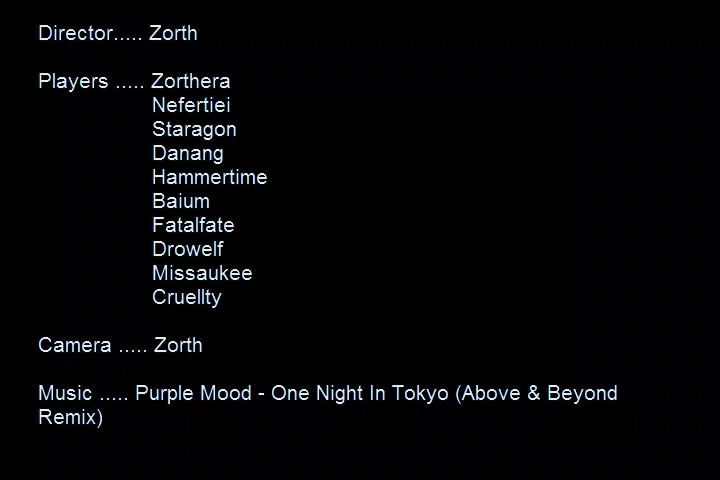 Director..... Zorth
Players ..... Zorthera
Nefertiei
Staragon
Danang
Hammertime
Baium
Fatalfate
Drowelf
Missaukee
Cruellty
Camera ..... Zorth
Music ..... Purple Mood - One Night In Tokyo (Above & Beyond
Remix)